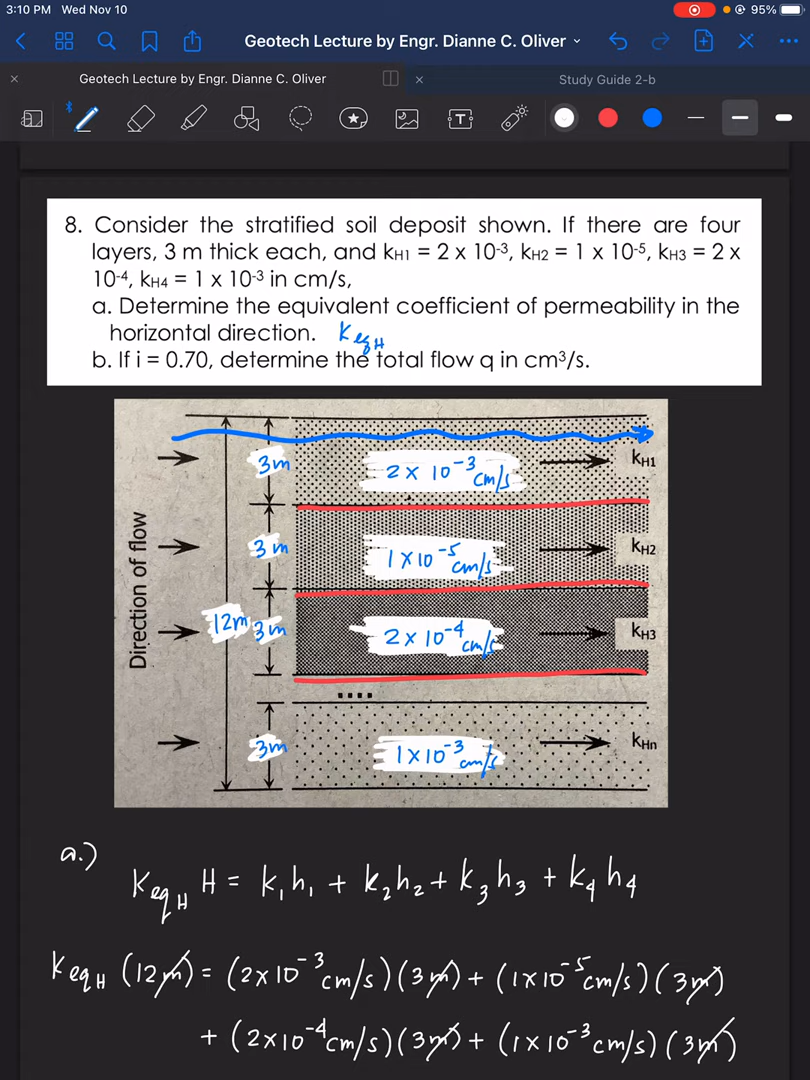 3:10 PM Wed Nov 10 95%
Geotech Lecture by Engr. Dianne C. Oliver
Geotech Lecture by Engr. Dianne C. Oliver
Study Guide 2-b
8. Consider the stratified soil deposit shown. If there are four
layers, 3 m thick each, and kH1 = 2 x 10-3, kH2 = 1 x 10-5, kH3 = 2 x
10-4, kH4 = 1 x 10-3 in cm/s,
a. Determine the equivalent coefficient of permeability in the
horizontal direction. KeqH
b. If i = 0.70, determine the total flow q in cm3/s.
Direction of flow
12m
3m
2 x 10-3 cm/s
kH1
3m
1 x 10-5 cm/s
kH2
3m
2 x 10-4 cm/s
kH3
....
3m
1x10-3 cm/s
kHn
a.)
KeqH H = k1h1 + k2h2 + k3h3 + k4h4
KeqH (12m) = (2x10-3 cm/s)(3m) + (1x10-5 cm/s)(3m)
+ (2x10-4 cm/s)(3m) + (1x10-3 cm/s)(3m)